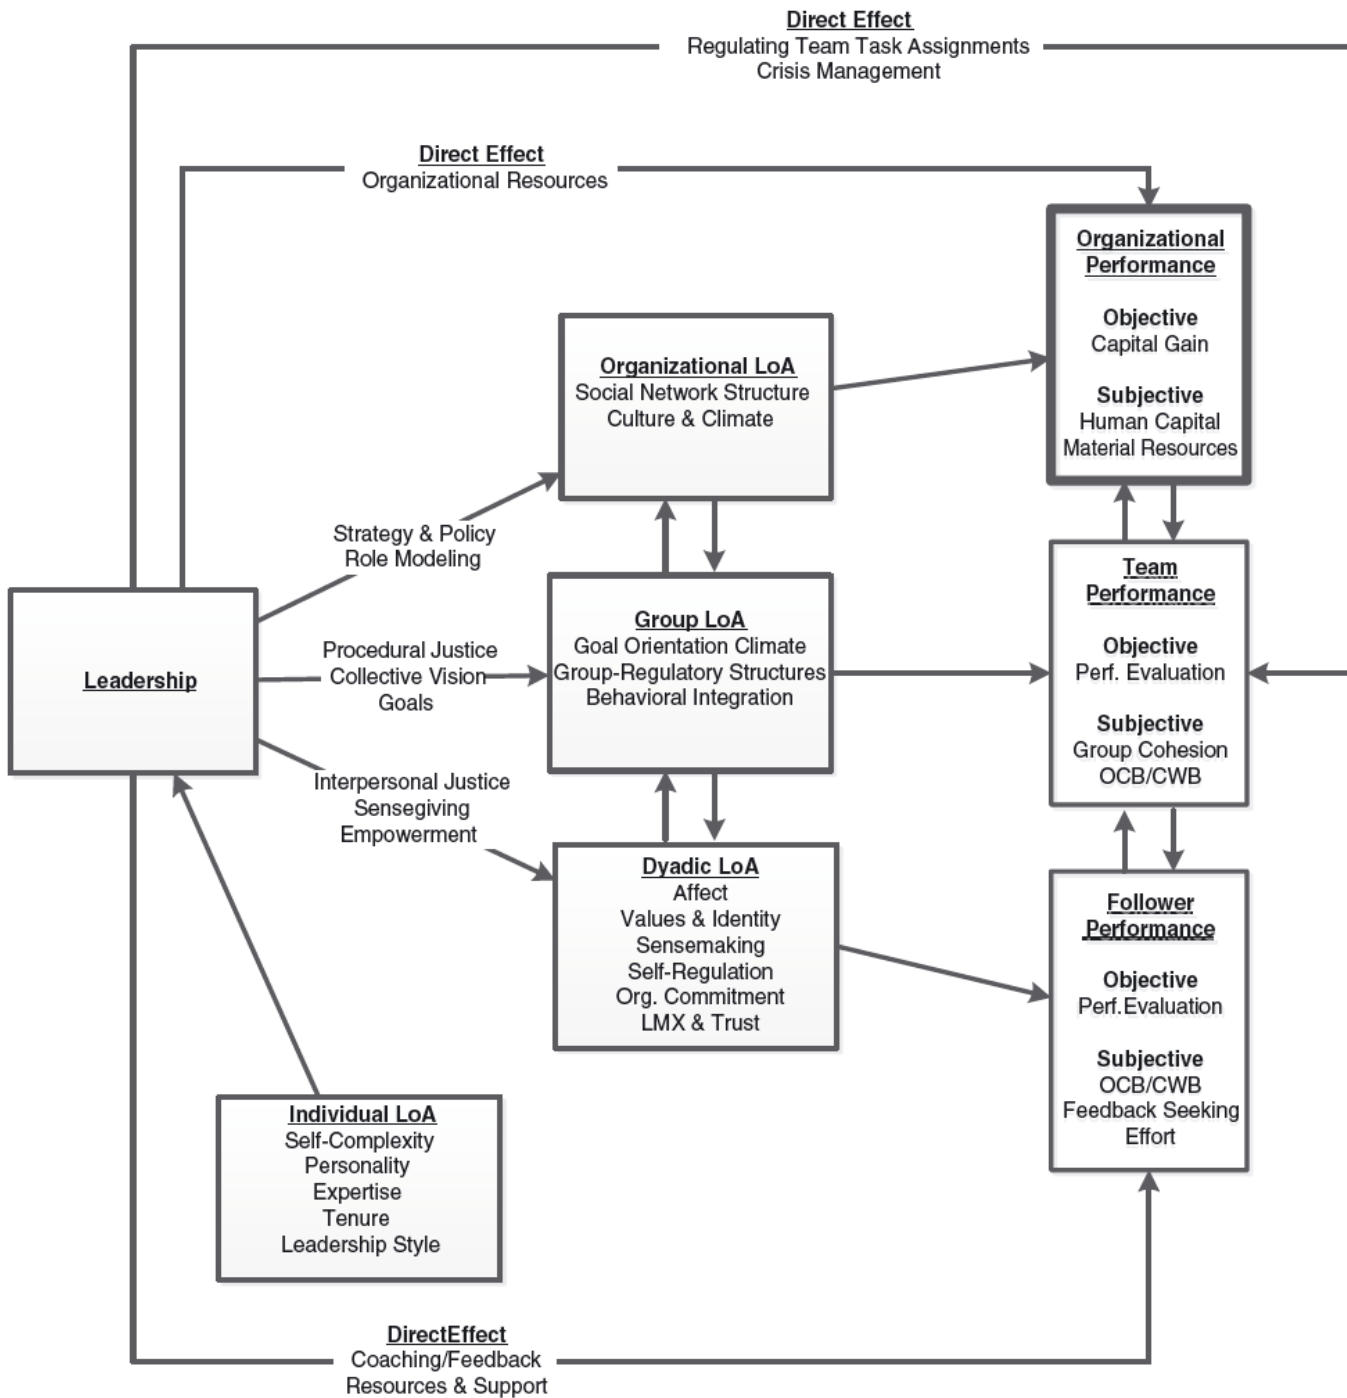 Direct Effect
Regulating Team Task Assignments
Crisis Management
Direct Effect
Organizational Resources
Organizational
Performance
Objective
Capital Gain
Subjective
Human Capital
Material Resources
Organizational LoA
Social Network Structure
Culture & Climate
Strategy & Policy
Role Modeling
Leadership
Procedural Justice
Collective Vision
Goals
Group LoA
Goal Orientation Climate
Group-Regulatory Structures
Behavioral Integration
Team
Performance
Objective
Perf. Evaluation
Subjective
Group Cohesion
OCB/CWB
Interpersonal Justice
Sensegiving
Empowerment
Dyadic LoA
Affect
Values & Identity
Sensemaking
Self-Regulation
Org. Commitment
LMX & Trust
Follower
Performance
Objective
Perf.Evaluation
Subjective
OCB/CWB
Feedback Seeking
Effort
Individual LoA
Self-Complexity
Personality
Expertise
Tenure
Leadership Style
DirectEffect
Coaching/Feedback
Resources & Support